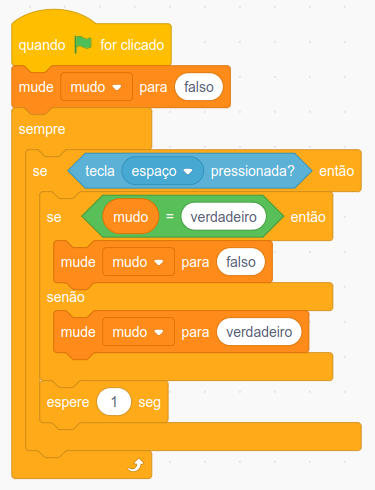 quando for clicado
mude mudo para falso
sempre
se tecla espaço pressionada? então
se mudo = verdadeiro então
mude mudo para falso
senão
mude mudo para verdadeiro
espere 1 seg